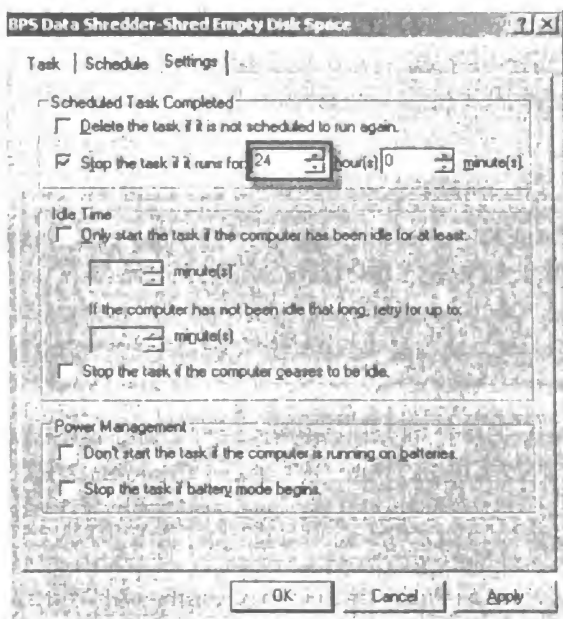 BPS Data Shredder-Shred Empty Disk Space
Task Schedule Settings
Scheduled Task Completed
Delete the task if it is not scheduled to run again.
Stop the task if it runs for: 24 hour(s) 0 minute(s).
Idle Time
Only start the task if the computer has been idle for at least:
minute(s)
If the computer has not been idle that long, retry for up to:
minute(s)
Stop the task if the computer ceases to be idle.
Power Management
Don't start the task if the computer is running on batteries.
Stop the task if battery mode begins.
OK Cancel Apply